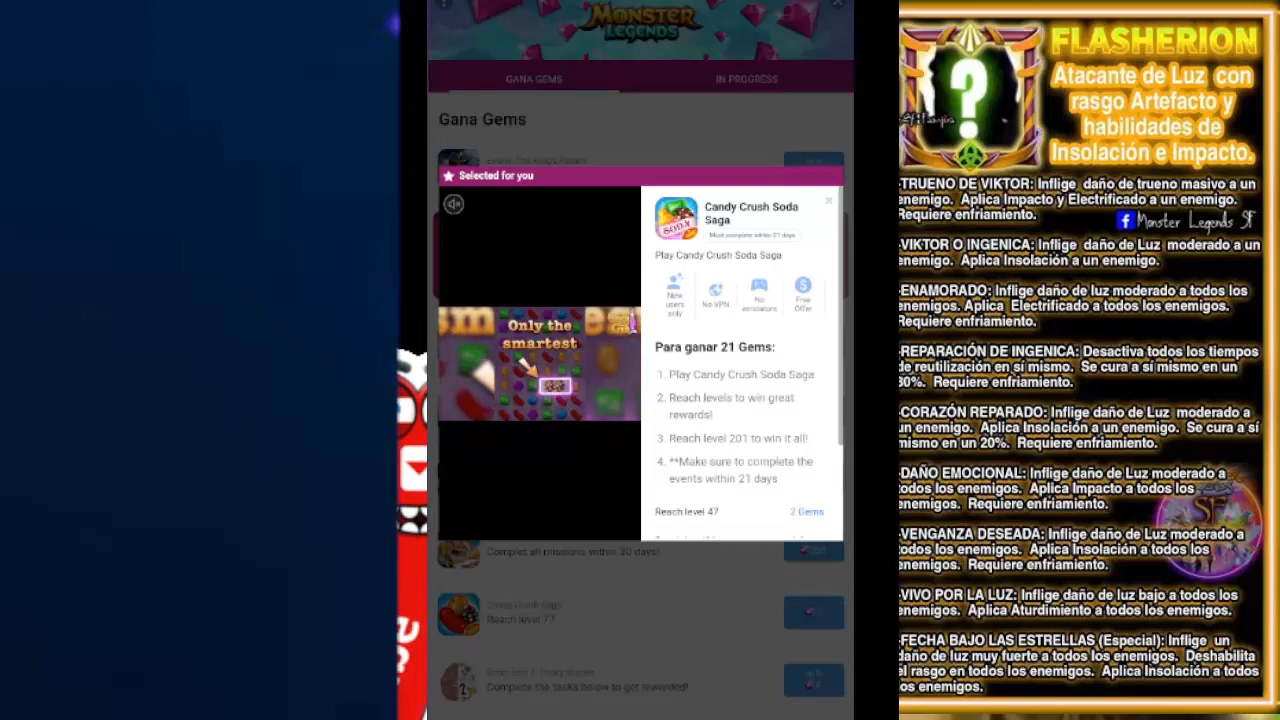 MONSTER
LEGENDS
GANA GEMS
IN PROGRESS
Gana Gems
Selected for you
Candy Crush Soda
Saga
Must complete within 21 days
Play Candy Crush Soda Saga
New
users
only
No VPN
No
emulators
Free
Offer
SODA
Only the
smartest
Para ganar 21 Gems:
1. Play Candy Crush Soda Saga
2. Reach levels to win great
rewards!
3. Reach level 201 to win it all!
4. **Make sure to complete the
events within 21 days
Reach level 47
2 Gems
Complet all missions within 30 days!
Candy Crush Saga
Reach level 77
Complete the tasks below to get rewarded!
FLASHERION
Atacante de Luz con
rasgo Artefacto y
habilidades de
Insolación e Impacto.
-TRUENO DE VIKTOR: Inflige daño de trueno masivo a un
enemigo. Aplica Impacto y Electrificado a un enemigo.
Requiere enfriamiento.
Monster Legends SF
-VIKTOR O INGENICA: Inflige daño de Luz moderado a un
enemigo. Aplica Insolación a un enemigo.
-ENAMORADO: Inflige daño de luz moderado a todos los
enemigos. Aplica Electrificado a todos los enemigos.
Requiere enfriamiento.
-REPARACIÓN DE INGENICA: Desactiva todos los tiempos
de reutilización en sí mismo. Se cura a sí mismo en un
30%. Requiere enfriamiento.
-CORAZÓN REPARADO: Inflige daño de Luz moderado a
un enemigo. Aplica Insolación a un enemigo. Se cura a sí
mismo en un 20%. Requiere enfriamiento.
-DAÑO EMOCIONAL: Inflige daño de Luz moderado a
todos los enemigos. Aplica Impacto a todos los
enemigos. Requiere enfriamiento.
SF
-VENGANZA DESEADA: Inflige daño de Luz moderado a
todos los enemigos. Aplica Insolación a todos los
enemigos. Requiere enfriamiento.
-VIVO POR LA LUZ: Inflige daño de luz bajo a todos los
enemigos. Aplica Aturdimiento a todos los enemigos.
-FECHA BAJO LAS ESTRELLAS (Especial): Inflige un
daño de luz muy fuerte a todos los enemigos. Deshabilita
el rasgo en todos los enemigos. Aplica Insolación a todos
los enemigos.